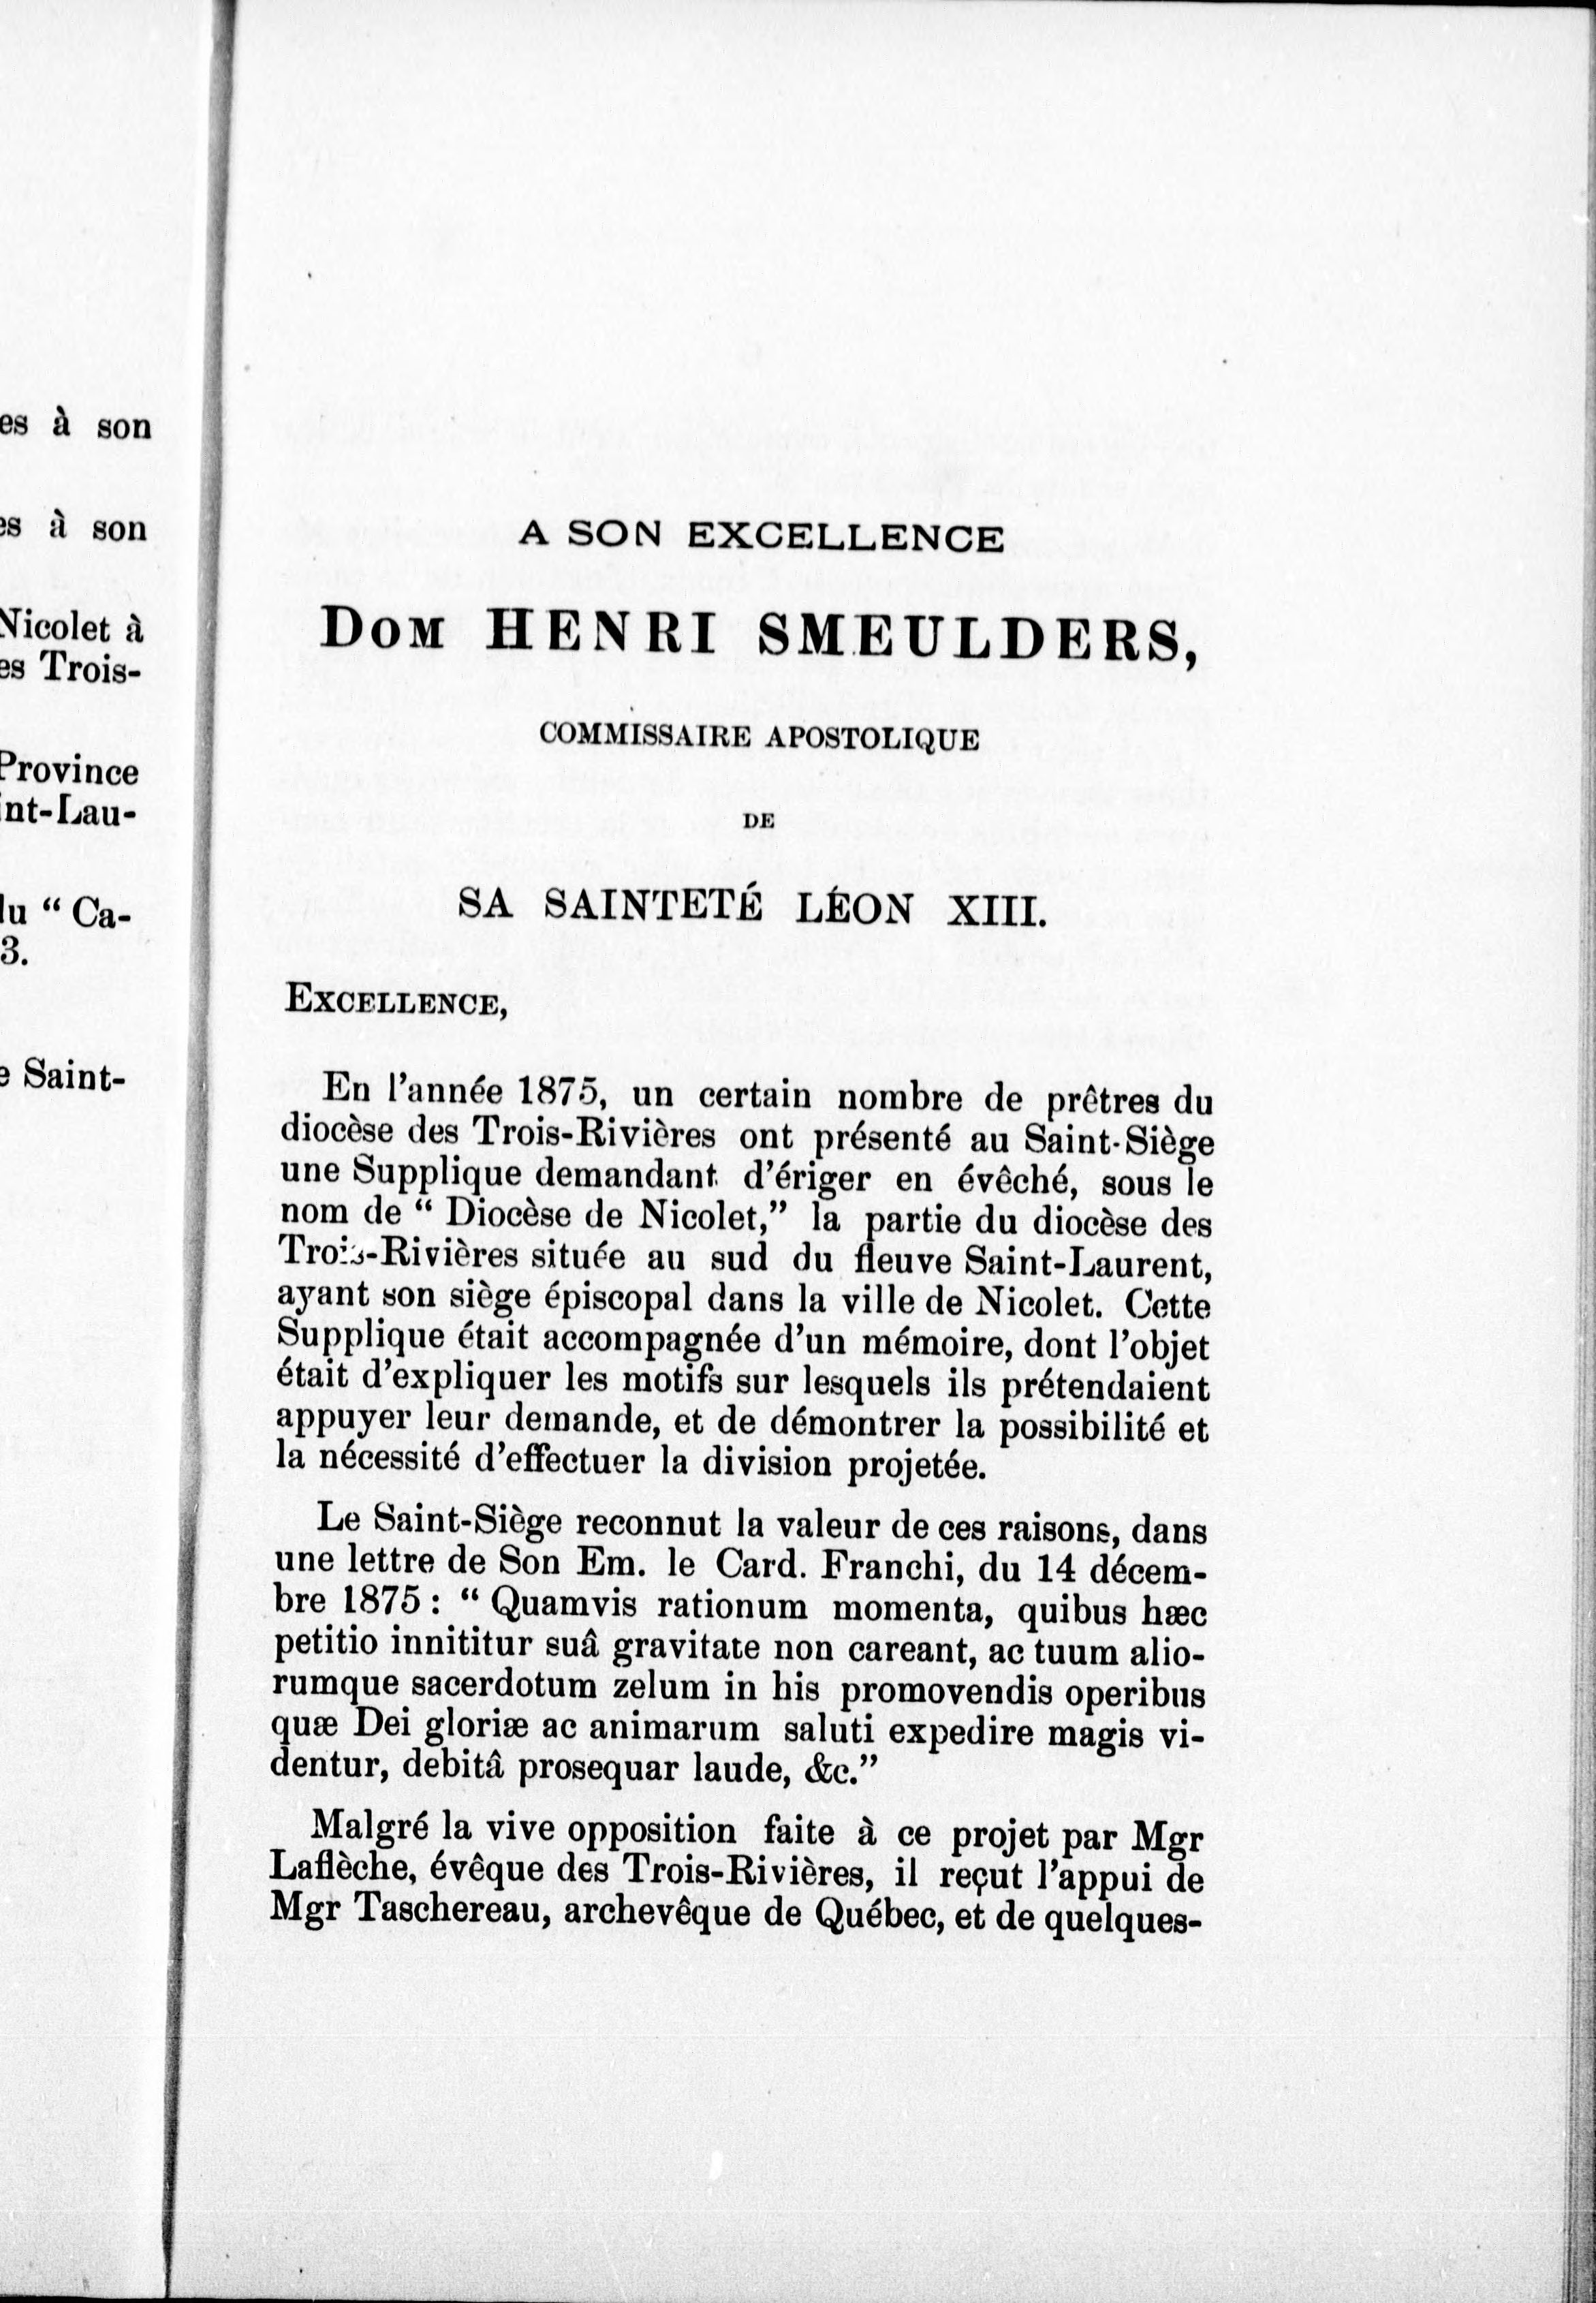 es à son
es à son
Nicolet à
es Trois-
Province
int-Lau-
du “ Ca-
3.
e Saint-
A SON EXCELLENCE
DOM HENRI SMEULDERS,
COMMISSAIRE APOSTOLIQUE
DE
SA SAINTETÉ LÉON XIII.
EXCELLENCE,
En l’année 1875, un certain nombre de prêtres du
diocèse des Trois-Rivières ont présenté au Saint-Siège
une Supplique demandant d’ériger en évêché, sous le
nom de “ Diocèse de Nicolet,” la partie du diocèse des
Trois-Rivières située au sud du fleuve Saint-Laurent,
ayant son siège épiscopal dans la ville de Nicolet. Cette
Supplique était accompagnée d’un mémoire, dont l’objet
était d’expliquer les motifs sur lesquels ils prétendaient
appuyer leur demande, et de démontrer la possibilité et
la nécessité d’effectuer la division projetée.
Le Saint-Siège reconnut la valeur de ces raisons, dans
une lettre de Son Em. le Card. Franchi, du 14 décem-
bre 1875 : “ Quamvis rationum momenta, quibus hæc
petitio innititur suâ gravitate non careant, ac tuum alio-
rumque sacerdotum zelum in his promovendis operibus
quæ Dei gloriæ ac animarum saluti expedire magis vi-
dentur, debitâ prosequar laude, &c.”
Malgré la vive opposition faite à ce projet par Mgr
Laflèche, évêque des Trois-Rivières, il reçut l’appui de
Mgr Taschereau, archevêque de Québec, et de quelques-